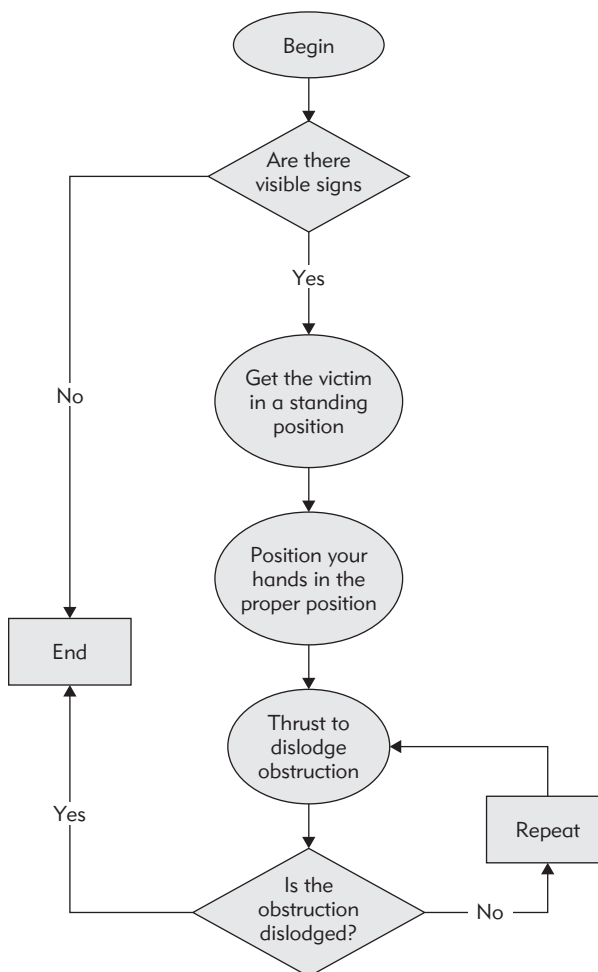 Begin
Are there
visible signs
Yes
Get the victim
in a standing
position
No
Position your
hands in the
proper position
End
Thrust to
dislodge
obstruction
Yes
Repeat
Is the
obstruction
dislodged?
No